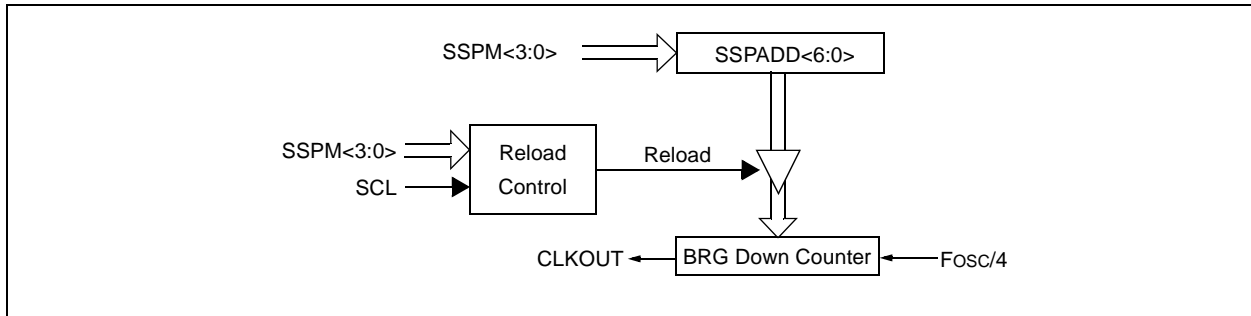 SSPM<3:0>
SSPADD<6:0>
SSPM<3:0>
SCL
Reload
Control
Reload
CLKOUT
BRG Down Counter
FOSC/4